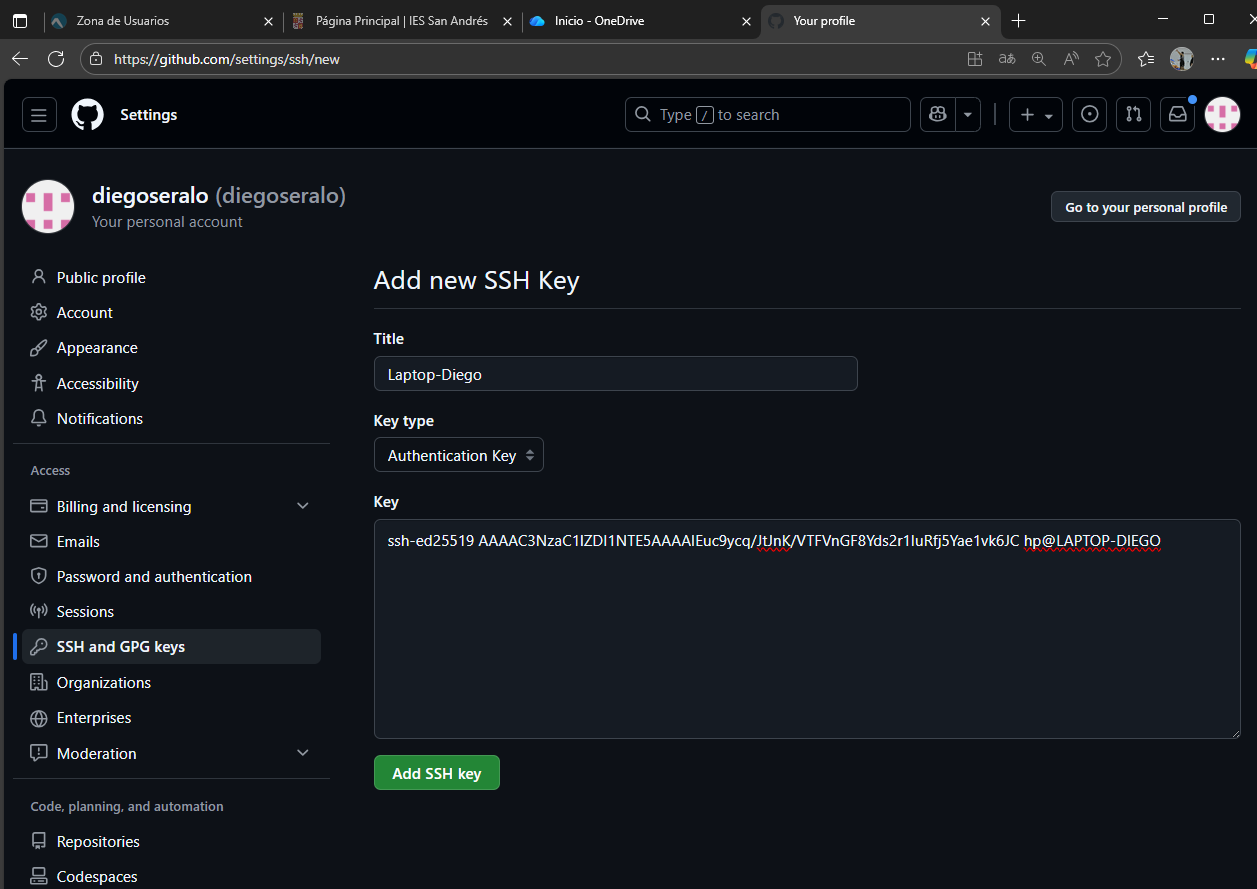 Zona de Usuarios
Página Principal | IES San Andrés
Inicio - OneDrive
Your profile
https://github.com/settings/ssh/new
Settings
Type / to search
diegoseralo (diegoseralo)
Your personal account
Go to your personal profile
Public profile
Account
Appearance
Accessibility
Notifications
Access
Billing and licensing
Emails
Password and authentication
Sessions
SSH and GPG keys
Organizations
Enterprises
Moderation
Code, planning, and automation
Repositories
Codespaces
Add new SSH Key
Title
Laptop-Diego
Key type
Authentication Key
Key
ssh-ed25519 AAAAC3NzaC1lZDI1NTE5AAAAIEuc9ycq/JtJnK/VTFVnGF8Yds2r1IuRfj5Yae1vk6JC hp@LAPTOP-DIEGO
Add SSH key